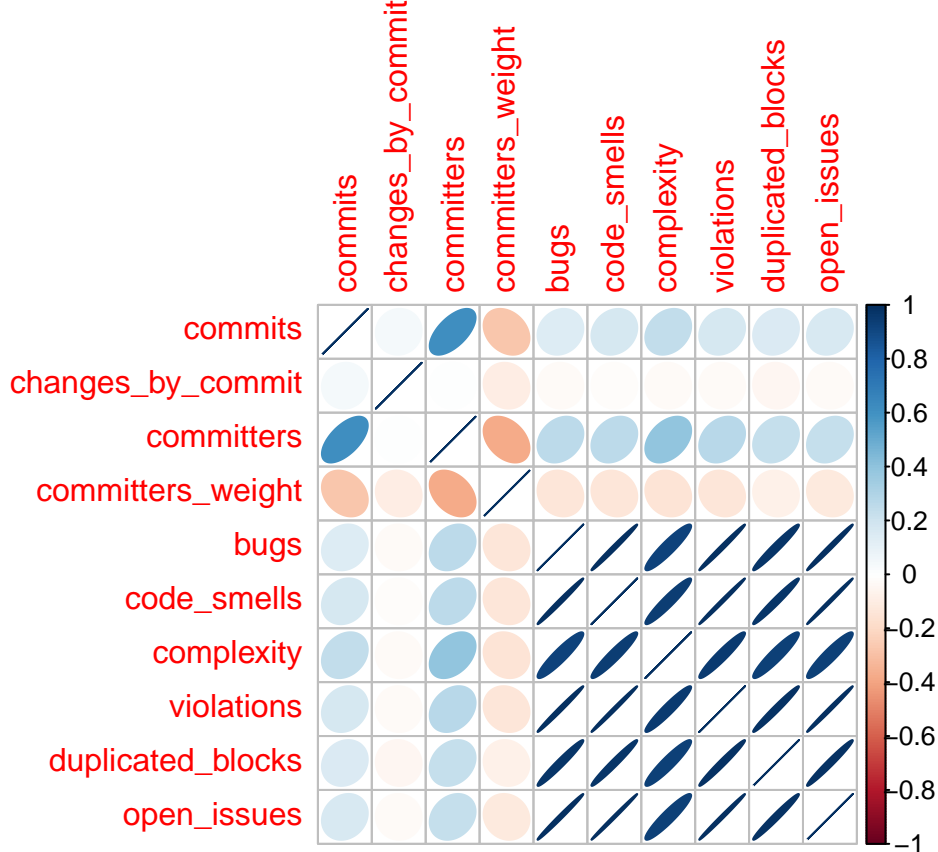 commits
changes_by_commit
committers
committers_weight
bugs
code_smells
complexity
violations
duplicated_blocks
open_issues
commits
changes_by_commit
committers
committers_weight
bugs
code_smells
complexity
violations
duplicated_blocks
open_issues
1
0.8
0.6
0.4
0.2
0
−0.2
−0.4
−0.6
−0.8
−1